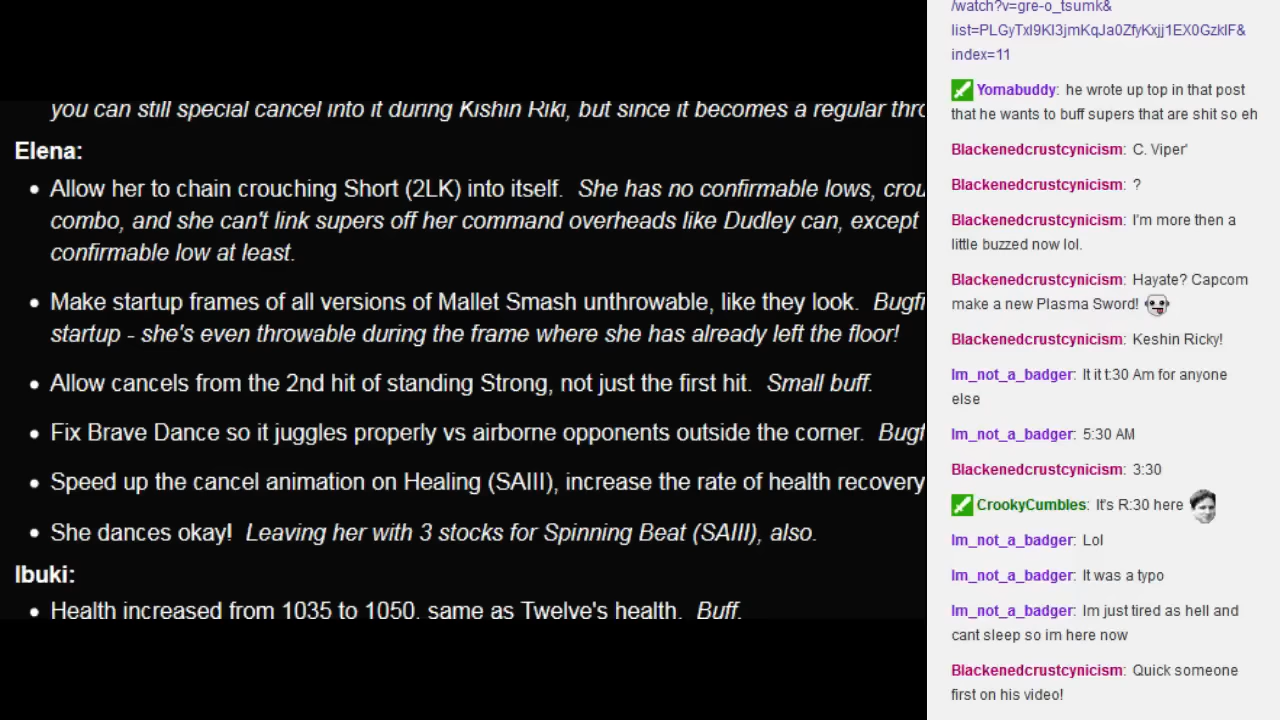 you can still special cancel into it during Kishin Riki, but since it becomes a regular thro
Elena:
Allow her to chain crouching Short (2LK) into itself. She has no confirmable lows, crou
combo, and she can't link supers off her command overheads like Dudley can, except
confirmable low at least.
Make startup frames of all versions of Mallet Smash unthrowable, like they look. Bugfi
startup - she's even throwable during the frame where she has already left the floor!
Allow cancels from the 2nd hit of standing Strong, not just the first hit. Small buff.
Fix Brave Dance so it juggles properly vs airborne opponents outside the corner. Bugf
Speed up the cancel animation on Healing (SAIII), increase the rate of health recovery
She dances okay! Leaving her with 3 stocks for Spinning Beat (SAIII), also.
Ibuki:
Health increased from 1035 to 1050, same as Twelve's health. Buff.
/watch?v=gre-o_tsumk&
list=PLGyTxl9KI3jmKqJa0ZfyKxjj1EX0GzkIF&
index=11
Yomabuddy: he wrote up top in that post
that he wants to buff supers that are shit so eh
Blackenedcrustcynicism: C. Viper'
Blackenedcrustcynicism: ?
Blackenedcrustcynicism: I'm more then a
little buzzed now lol.
Blackenedcrustcynicism: Hayate? Capcom
make a new Plasma Sword!
Blackenedcrustcynicism: Keshin Ricky!
Im_not_a_badger: It it t:30 Am for anyone
else
Im_not_a_badger: 5:30 AM
Blackenedcrustcynicism: 3:30
CrookyCumbles: It's R:30 here
Im_not_a_badger: Lol
Im_not_a_badger: It was a typo
Im_not_a_badger: Im just tired as hell and
cant sleep so im here now
Blackenedcrustcynicism: Quick someone
first on his video!